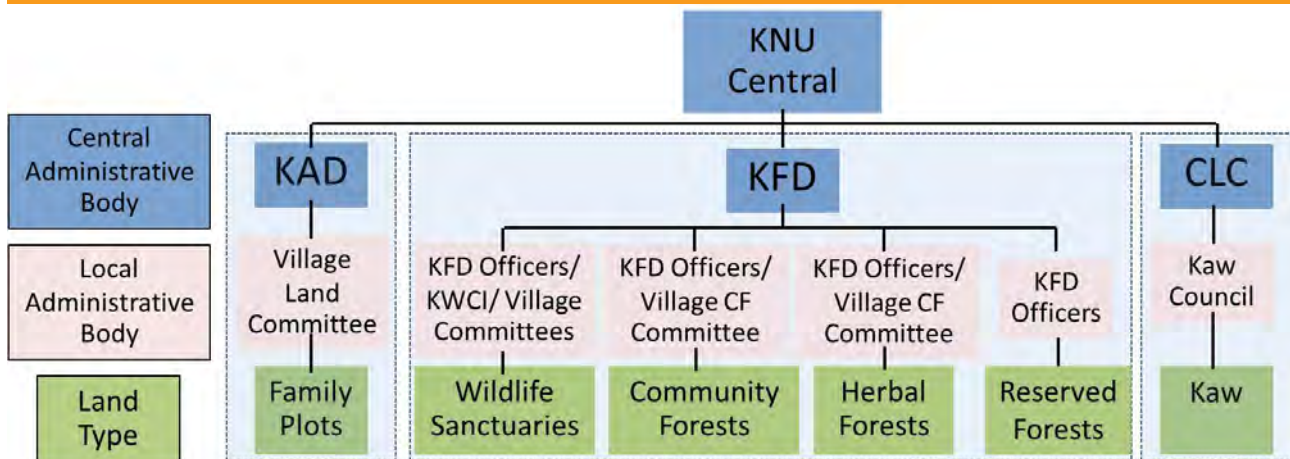 KNU
Central
Central
Administrative
Body
KAD
KFD
CLC
Local
Administrative
Body
Village
Land
Committee
KFD Officers/
KWCI/ Village
Committees
KFD Officers/
Village CF
Committee
KFD Officers/
Village CF
Committee
KFD
Officers
Kaw
Council
Land
Type
Family
Plots
Wildlife
Sanctuaries
Community
Forests
Herbal
Forests
Reserved
Forests
Kaw